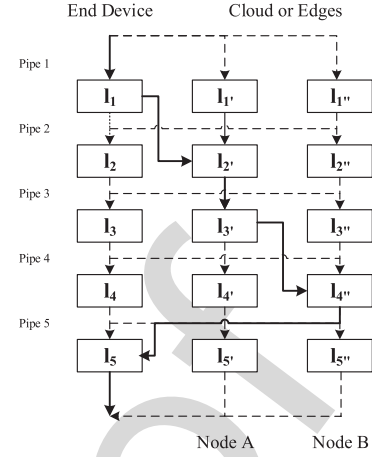 End Device Cloud or Edges
Pipe 1
l1 l1' l1"
Pipe 2
l2 l2' l2"
Pipe 3
l3 l3' l3"
Pipe 4
l4 l4' l4"
Pipe 5
l5 l5' l5"
Node A Node B